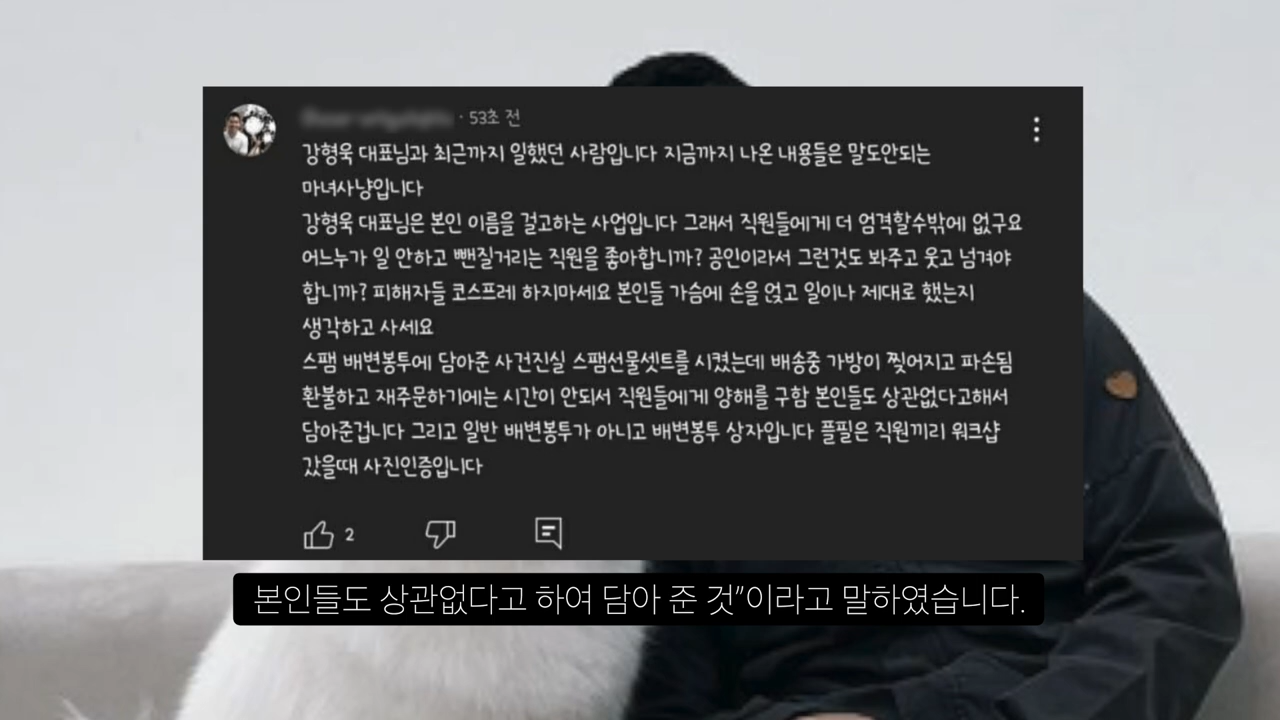 · 53초 전
강형욱 대표님과 최근까지 일했던 사람입니다 지금까지 나온 내용들은 말도안되는
마녀사냥입니다
강형욱 대표님은 본인 이름을 걸고하는 사업입니다 그래서 직원들에게 더 엄격할수밖에 없구요
어느누가 일 안하고 뺀질거리는 직원을 좋아합니까? 공인이라서 그런것도 봐주고 웃고 넘겨야
합니까? 피해자들 코스프레 하지마세요 본인들 가슴에 손을 얹고 일이나 제대로 했는지
생각하고 사세요
스팸 배변봉투에 담아준 사건진실 스팸선물셋트를 시켰는데 배송중 가방이 찢어지고 파손됨
환불하고 재주문하기에는 시간이 안되서 직원들에게 양해를 구함 본인들도 상관없다고해서
담아준겁니다 그리고 일반 배변봉투가 아니고 배변봉투 상자입니다 플필은 직원끼리 워크샵
갔을때 사진인증입니다
2
본인들도 상관없다고 하여 담아 준 것”이라고 말하였습니다.